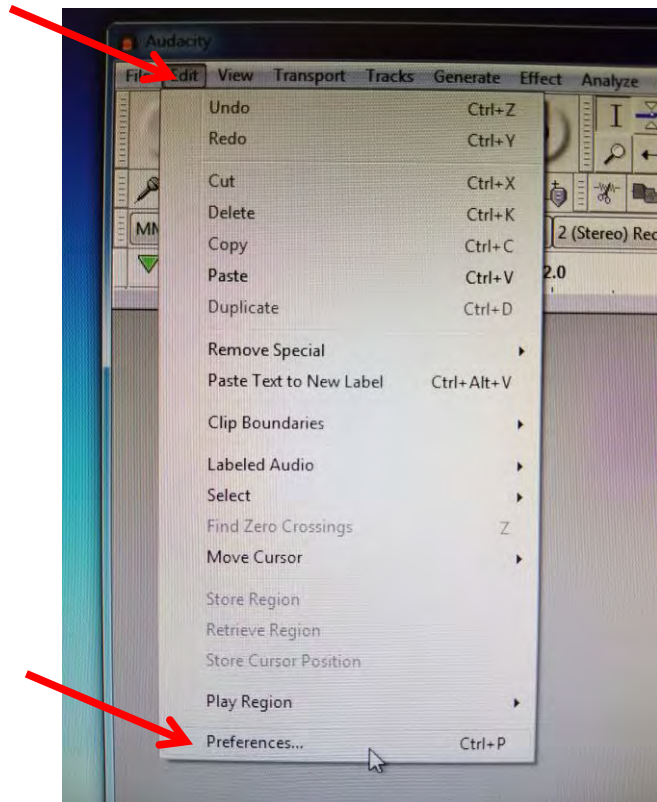 Audacity
Edit View Transport Tracks Generate Effect Analyze
Undo Ctrl+Z
Redo Ctrl+Y
Cut Ctrl+X
Delete Ctrl+K
Copy Ctrl+C
2 (Stereo) Rec
Paste Ctrl+V
2.0
Duplicate Ctrl+D
Remove Special
Paste Text to New Label Ctrl+Alt+V
Clip Boundaries
Labeled Audio
Select
Find Zero Crossings Z
Move Cursor
Store Region
Retrieve Region
Store Cursor Position
Play Region
Preferences... Ctrl+P